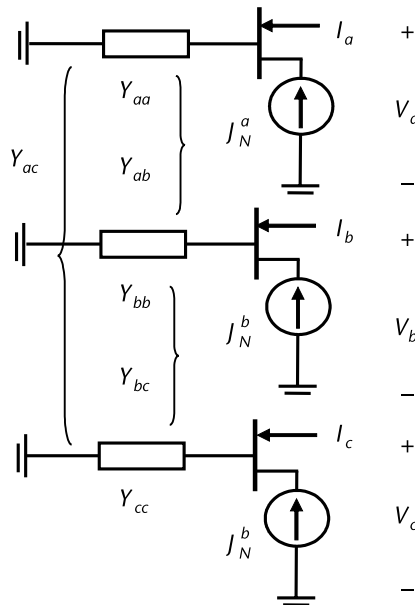 I_a +
Y_aa
J_N^a V_a
Y_ab
Y_ac
−
I_b +
Y_bb
J_N^b V_b
Y_bc
−
I_c +
Y_cc
J_N^b V_c
−